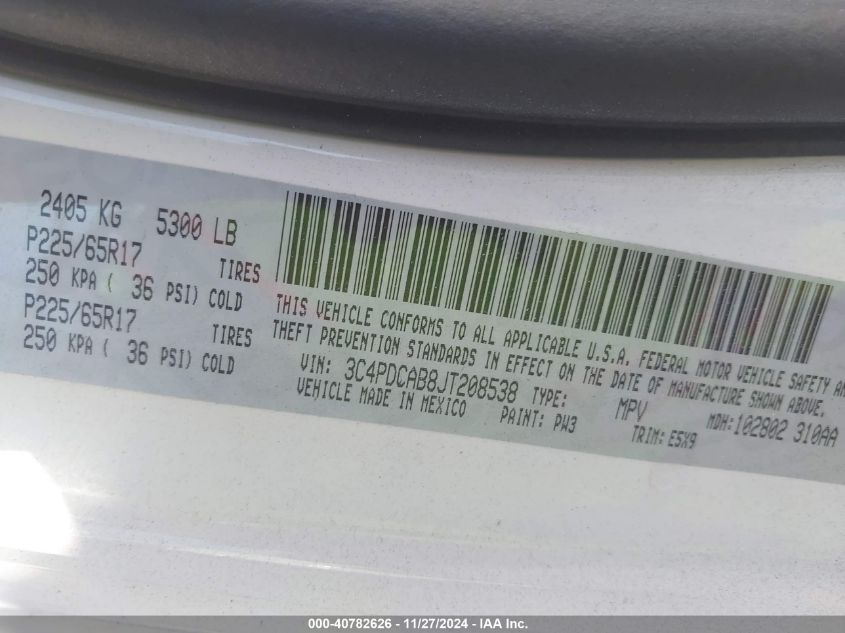 2405 KG 5300 LB
P225/65R17 TIRES
250 KPA ( 36 PSI) COLD
P225/65R17 TIRES
250 KPA ( 36 PSI) COLD
THIS VEHICLE CONFORMS TO ALL APPLICABLE U.S.A. FEDERAL MOTOR VEHICLE SAFETY AN
THEFT PREVENTION STANDARDS IN EFFECT ON THE DATE OF MANUFACTURE SHOWN ABOVE.
VIN: 3C4PDCAB8JT208538 TYPE: MPV MDH:102802 310AA
VEHICLE MADE IN MEXICO PAINT: PW3 TRIM: E5X9
000-40782626 - 11/27/2024 - IAA Inc.